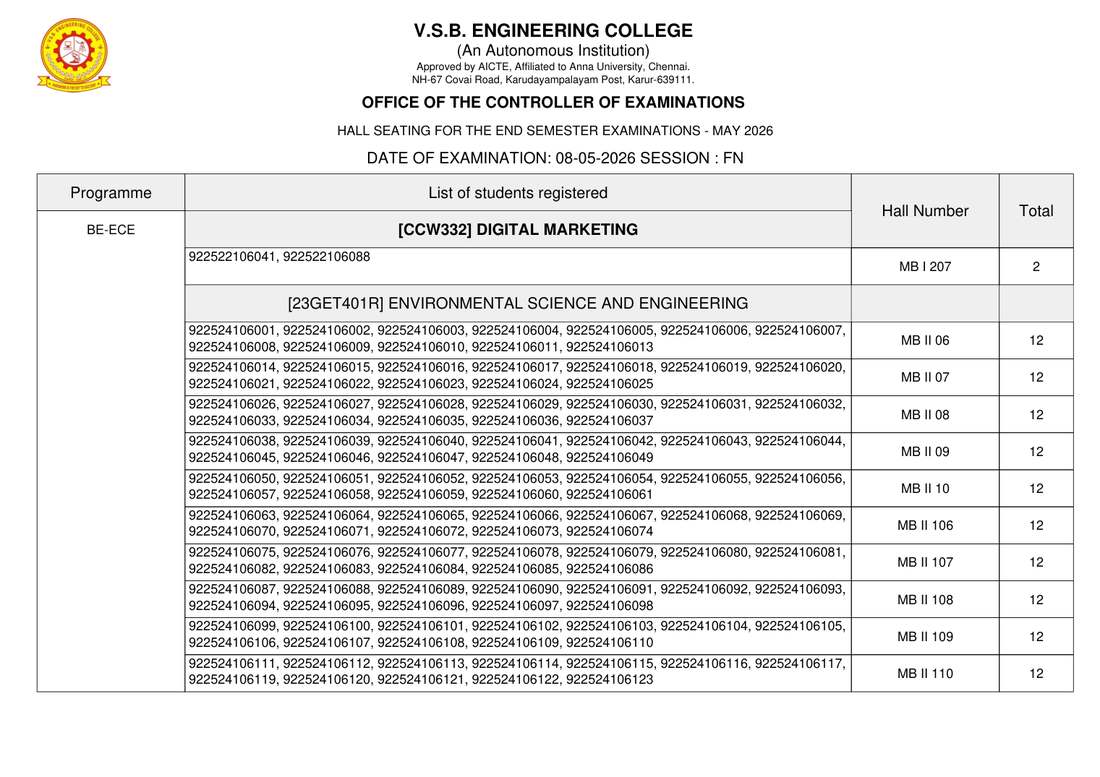 V.S.B. ENGINEERING COLLEGE
(An Autonomous Institution)
Approved by AICTE, Affiliated to Anna University, Chennai.
NH-67 Covai Road, Karudayampalayam Post, Karur-639111.
OFFICE OF THE CONTROLLER OF EXAMINATIONS
HALL SEATING FOR THE END SEMESTER EXAMINATIONS - MAY 2026
DATE OF EXAMINATION: 08-05-2026 SESSION : FN
Programme List of students registered Hall Number Total
BE-ECE [CCW332] DIGITAL MARKETING
922522106041, 922522106088 MB I 207 2
[23GET401R] ENVIRONMENTAL SCIENCE AND ENGINEERING
922524106001, 922524106002, 922524106003, 922524106004, 922524106005, 922524106006, 922524106007,
922524106008, 922524106009, 922524106010, 922524106011, 922524106013 MB II 06 12
922524106014, 922524106015, 922524106016, 922524106017, 922524106018, 922524106019, 922524106020,
922524106021, 922524106022, 922524106023, 922524106024, 922524106025 MB II 07 12
922524106026, 922524106027, 922524106028, 922524106029, 922524106030, 922524106031, 922524106032,
922524106033, 922524106034, 922524106035, 922524106036, 922524106037 MB II 08 12
922524106038, 922524106039, 922524106040, 922524106041, 922524106042, 922524106043, 922524106044,
922524106045, 922524106046, 922524106047, 922524106048, 922524106049 MB II 09 12
922524106050, 922524106051, 922524106052, 922524106053, 922524106054, 922524106055, 922524106056,
922524106057, 922524106058, 922524106059, 922524106060, 922524106061 MB II 10 12
922524106063, 922524106064, 922524106065, 922524106066, 922524106067, 922524106068, 922524106069,
922524106070, 922524106071, 922524106072, 922524106073, 922524106074 MB II 106 12
922524106075, 922524106076, 922524106077, 922524106078, 922524106079, 922524106080, 922524106081,
922524106082, 922524106083, 922524106084, 922524106085, 922524106086 MB II 107 12
922524106087, 922524106088, 922524106089, 922524106090, 922524106091, 922524106092, 922524106093,
922524106094, 922524106095, 922524106096, 922524106097, 922524106098 MB II 108 12
922524106099, 922524106100, 922524106101, 922524106102, 922524106103, 922524106104, 922524106105,
922524106106, 922524106107, 922524106108, 922524106109, 922524106110 MB II 109 12
922524106111, 922524106112, 922524106113, 922524106114, 922524106115, 922524106116, 922524106117,
922524106119, 922524106120, 922524106121, 922524106122, 922524106123 MB II 110 12